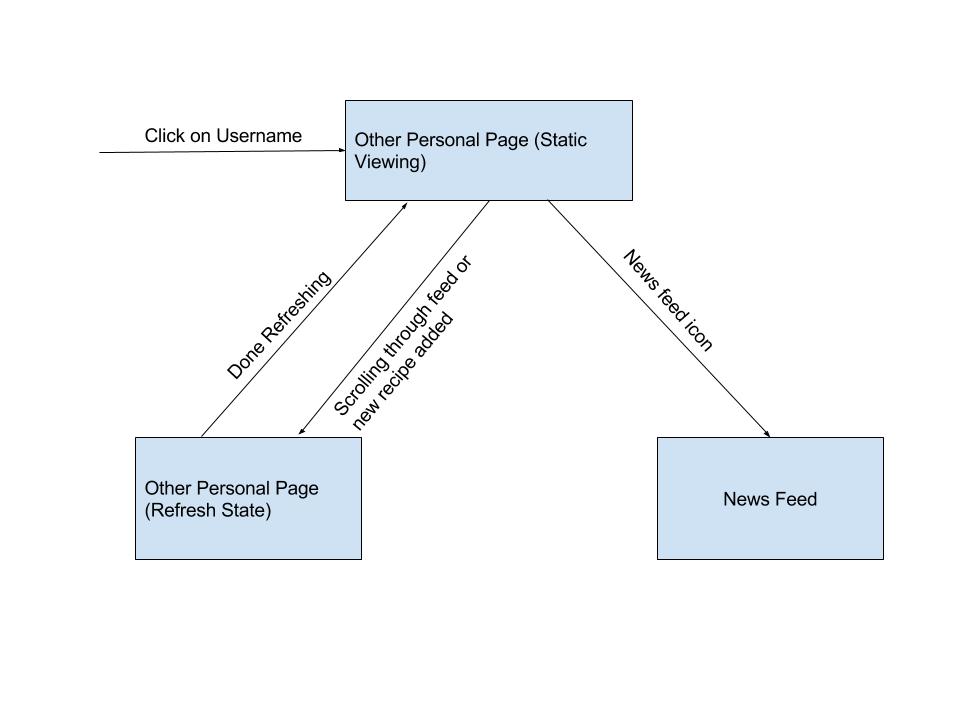 Click on Username
Other Personal Page (Static
Viewing)
Done Refreshing
Scrolling through feed or
new recipe added
News feed icon
Other Personal Page
(Refresh State)
News Feed